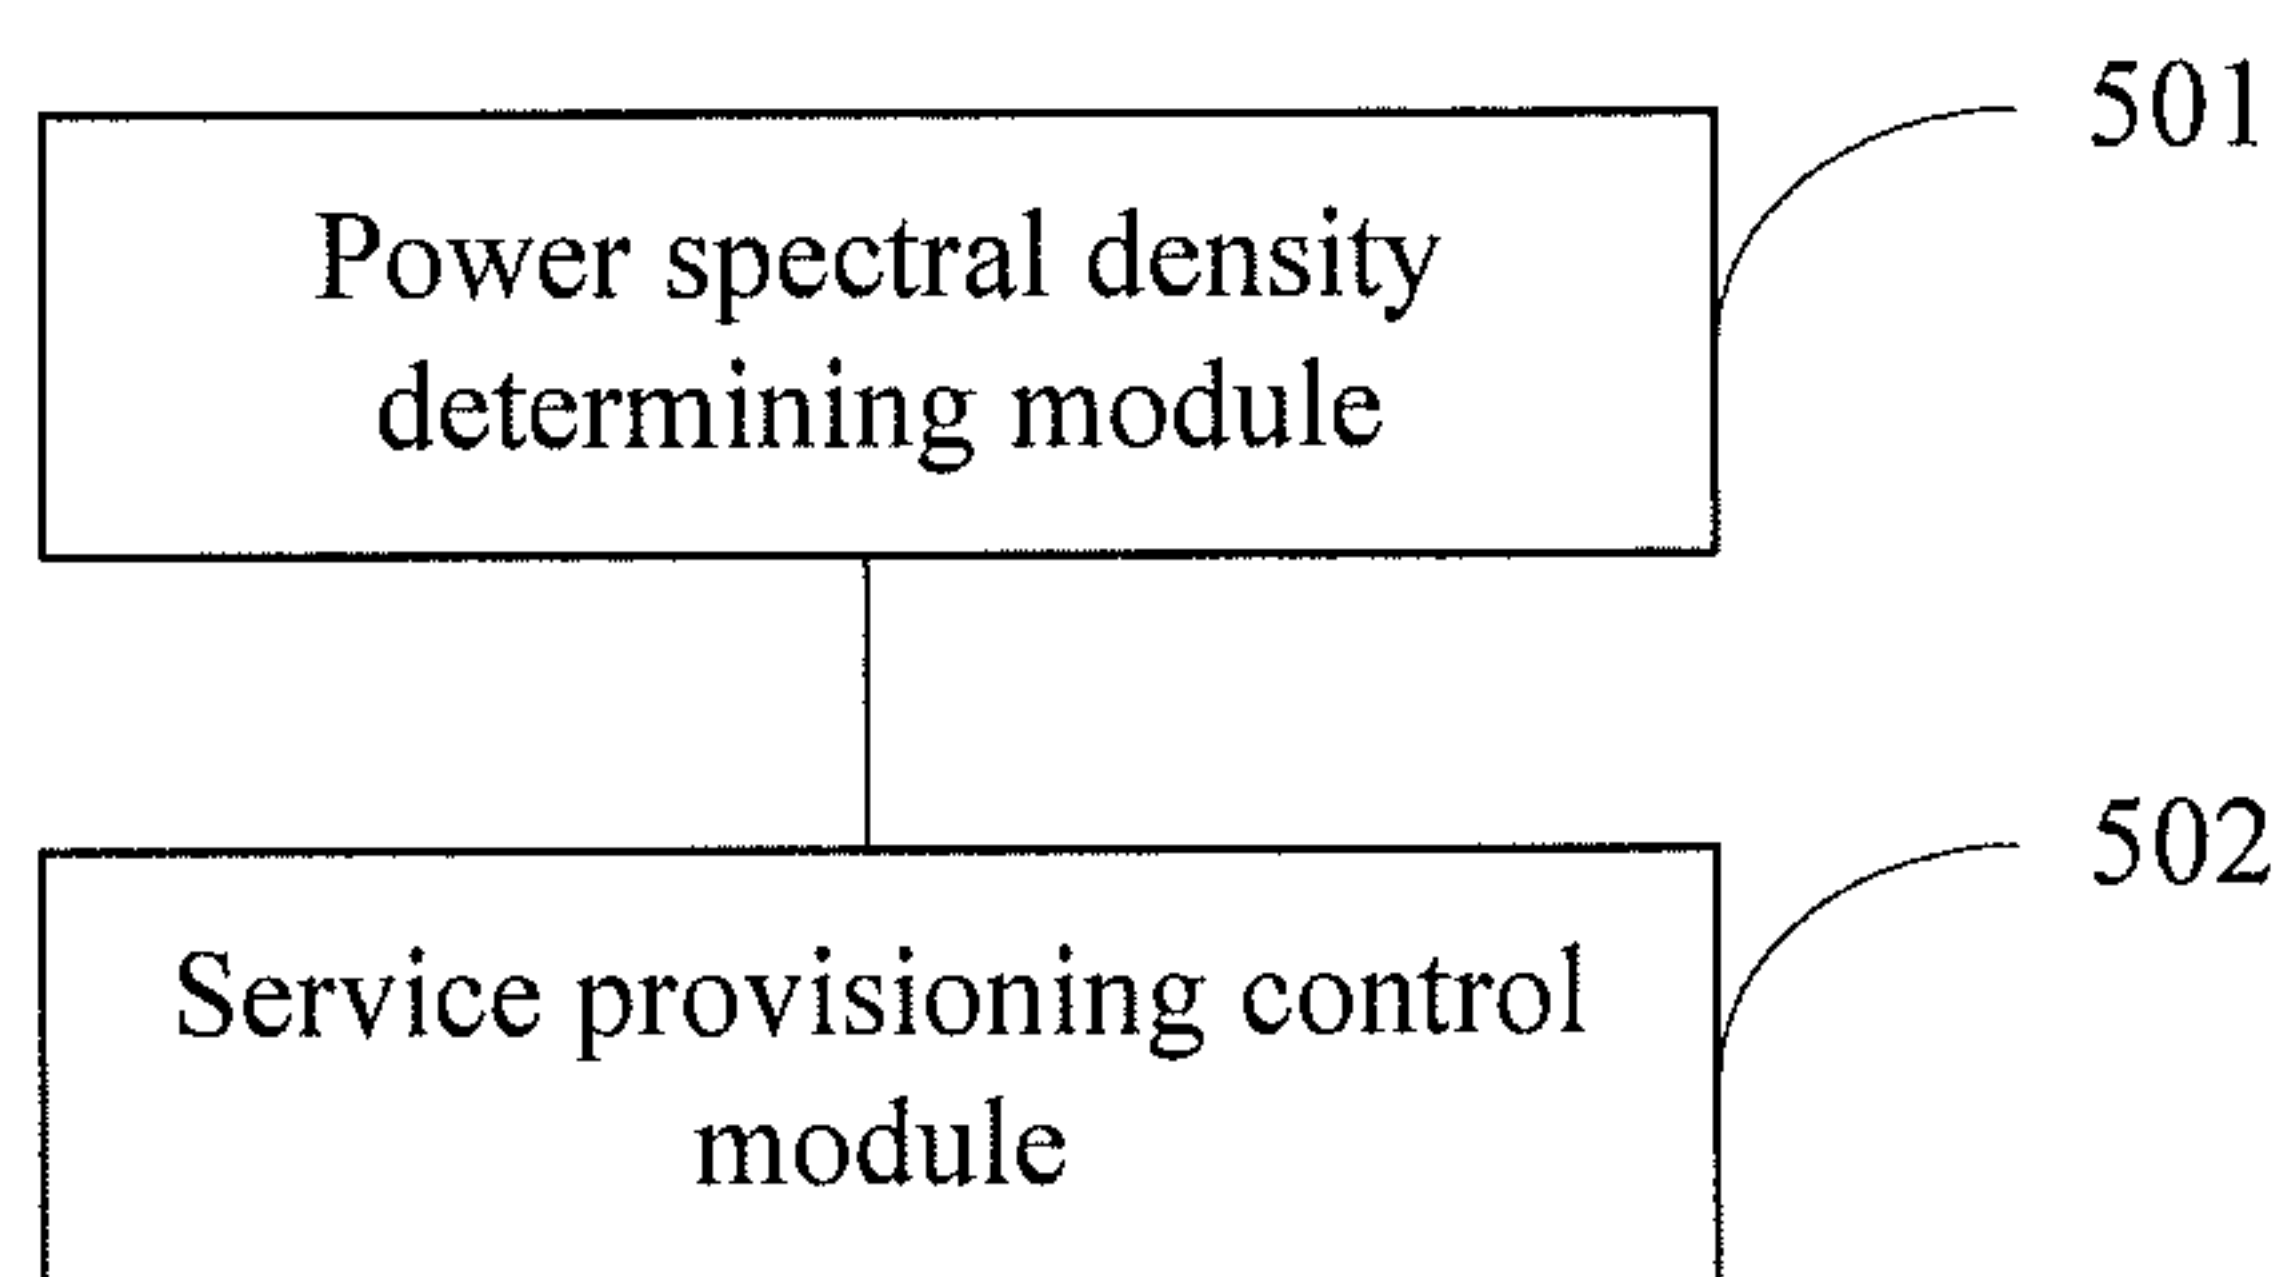 501
Power spectral density
determining module
502
Service provisioning control
module